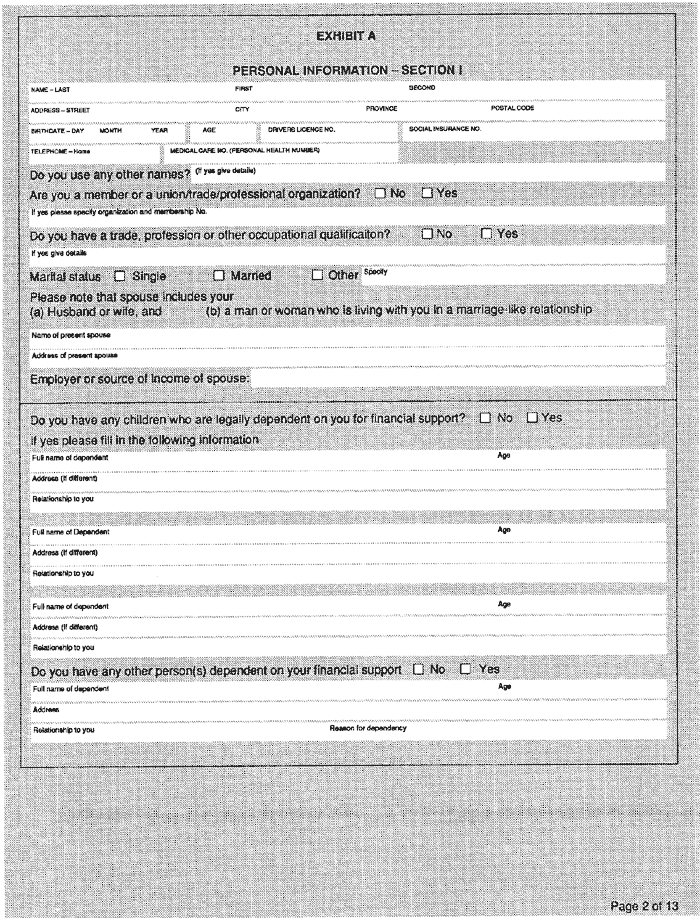 EXHIBIT A
PERSONAL INFORMATION – SECTION I
NAME – LAST FIRST SECOND
ADDRESS – STREET CITY PROVINCE POSTAL CODE
BIRTHDATE – DAY MONTH YEAR AGE DRIVERS LICENCE NO. SOCIAL INSURANCE NO.
TELEPHONE – Home MEDICAL CARE NO. (PERSONAL HEALTH NUMBER)
Do you use any other names? (If yes give details)
Are you a member or a union/trade/professional organization? No Yes
If yes please specify organization and membership No.
Do you have a trade, profession or other occupational qualificaiton? No Yes
If yes give details
Marital status Single Married Other Specify
Please note that spouse includes your
(a) Husband or wife, and (b) a man or woman who is living with you in a marriage-like relationship
Name of present spouse
Address of present spouse
Employer or source of income of spouse:
Do you have any children who are legally dependent on you for financial support? No Yes
If yes please fill in the following information
Full name of dependent Age
Address (if different)
Relationship to you
Full name of Dependent Age
Address (if different)
Relationship to you
Full name of dependent Age
Address (if different)
Relationship to you
Do you have any other person(s) dependent on your financial support No Yes
Full name of dependent Age
Address
Relationship to you Reason for dependency
Page 2 of 13